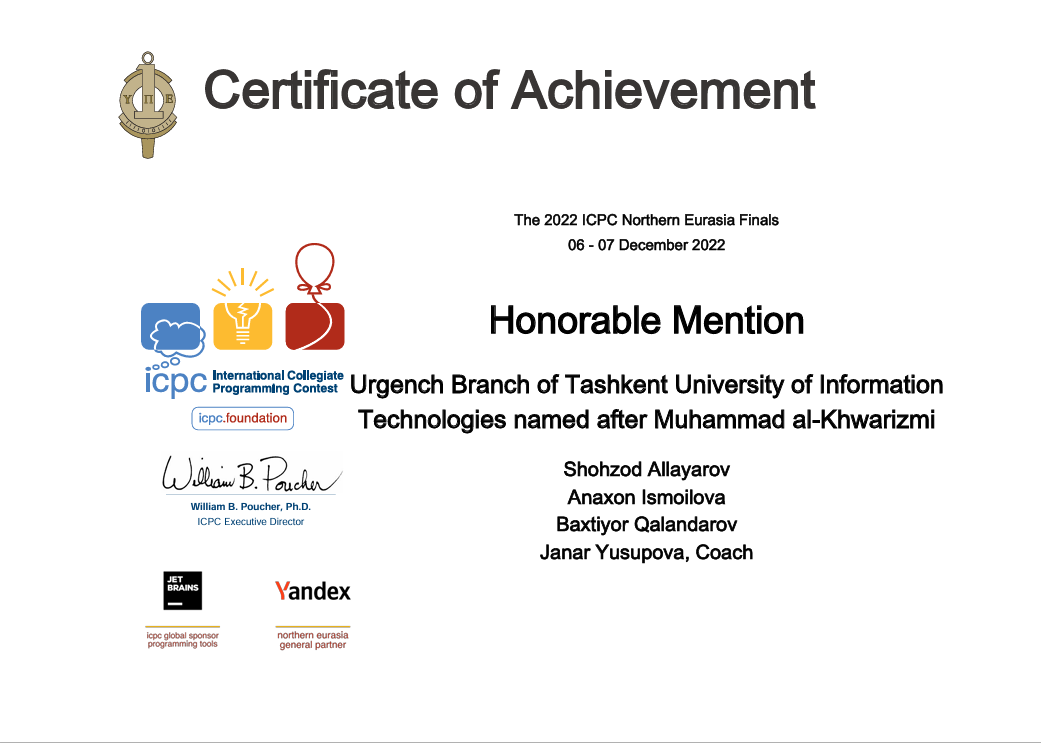 Certificate of Achievement
Υ Π Ε
The 2022 ICPC Northern Eurasia Finals
06 - 07 December 2022
Honorable Mention
Urgench Branch of Tashkent University of Information
Technologies named after Muhammad al-Khwarizmi
Shohzod Allayarov
Anaxon Ismoilova
Baxtiyor Qalandarov
Janar Yusupova, Coach
icpc International Collegiate
Programming Contest
icpc.foundation
William B. Poucher
William B. Poucher, Ph.D.
ICPC Executive Director
JET
BRAINS
icpc global sponsor
programming tools
Yandex
northern eurasia
general partner